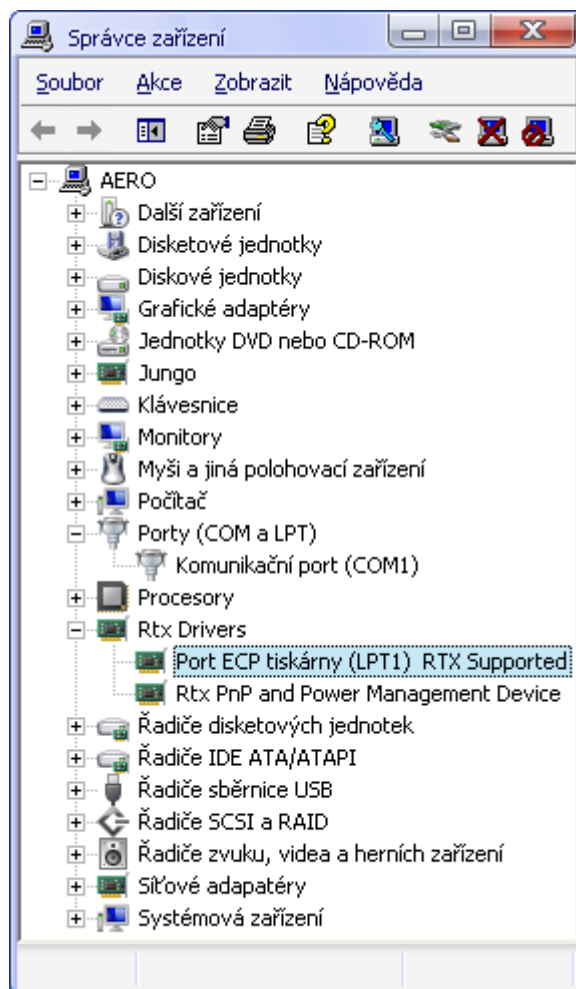 Správce zařízení
Soubor Akce Zobrazit Nápověda
AERO
Další zařízení
Disketové jednotky
Diskové jednotky
Grafické adaptéry
Jednotky DVD nebo CD-ROM
Jungo
Klávesnice
Monitory
Myši a jiná polohovací zařízení
Počítač
Porty (COM a LPT)
Komunikační port (COM1)
Procesory
Rtx Drivers
Port ECP tiskárny (LPT1) RTX Supported
Rtx PnP and Power Management Device
Řadiče disketových jednotek
Řadiče IDE ATA/ATAPI
Řadiče sběrnice USB
Řadiče SCSI a RAID
Řadiče zvuku, videa a herních zařízení
Síťové adapatéry
Systémová zařízení